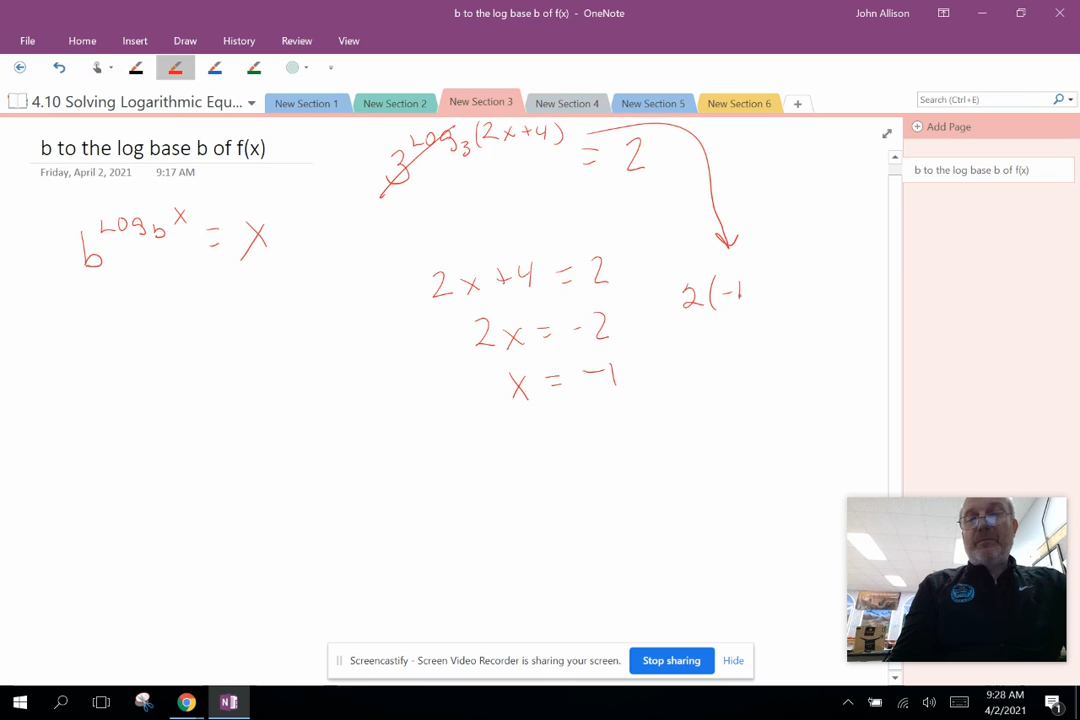 b to the log base b of f(x) - OneNote
John Allison
File Home Insert Draw History Review View
4.10 Solving Logarithmic Equ...
New Section 1
New Section 2
New Section 3
New Section 4
New Section 5
New Section 6
+
Search (Ctrl+E)
Add Page
b to the log base b of f(x)
b to the log base b of f(x)
Friday, April 2, 2021 9:17 AM
3^Log_3(2x+4) = 2
b^Log_b x = x
2x+4 = 2
2(-1
2x = -2
x = -1
Screencastify - Screen Video Recorder is sharing your screen.
Stop sharing
Hide
9:28 AM
4/2/2021
1